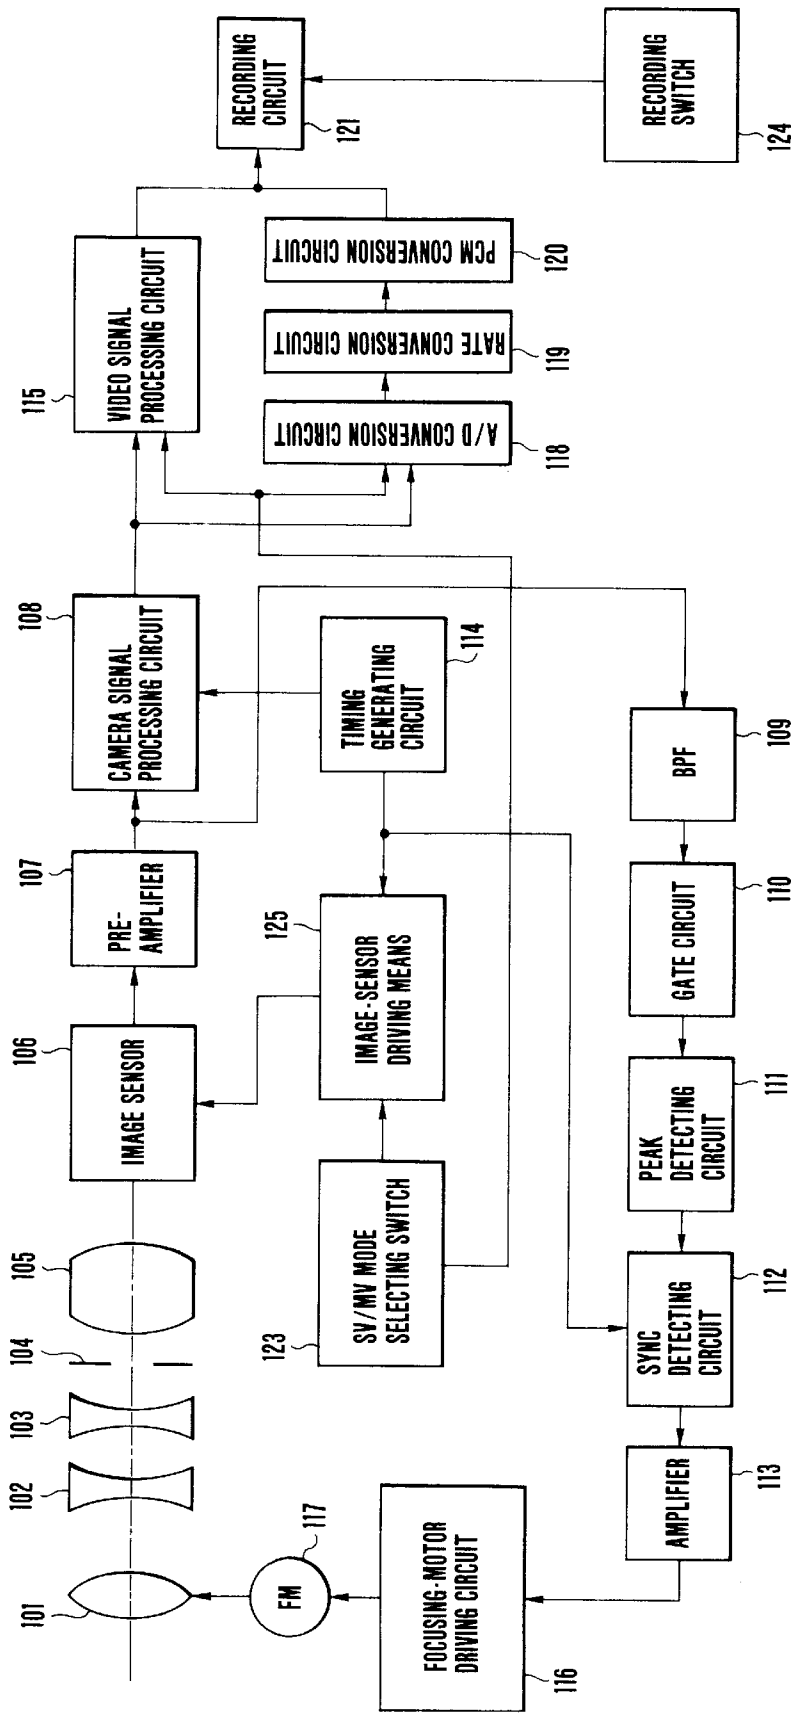 101
102
103
104
105
IMAGE SENSOR
106
PRE-
AMPLIFIER
107
CAMERA SIGNAL
PROCESSING CIRCUIT
108
VIDEO SIGNAL
PROCESSING CIRCUIT
115
RECORDING
CIRCUIT
121
FM
117
SV/MV MODE
SELECTING SWITCH
123
IMAGE-SENSOR
DRIVING MEANS
125
TIMING
GENERATING
CIRCUIT
114
A/D CONVERSION CIRCUIT
118
RATE CONVERSION CIRCUIT
119
PCM CONVERSION CIRCUIT
120
FOCUSING-MOTOR
DRIVING CIRCUIT
116
AMPLIFIER
113
SYNC
DETECTING
CIRCUIT
112
PEAK
DETECTING
CIRCUIT
111
GATE CIRCUIT
110
BPF
109
RECORDING
SWITCH
124